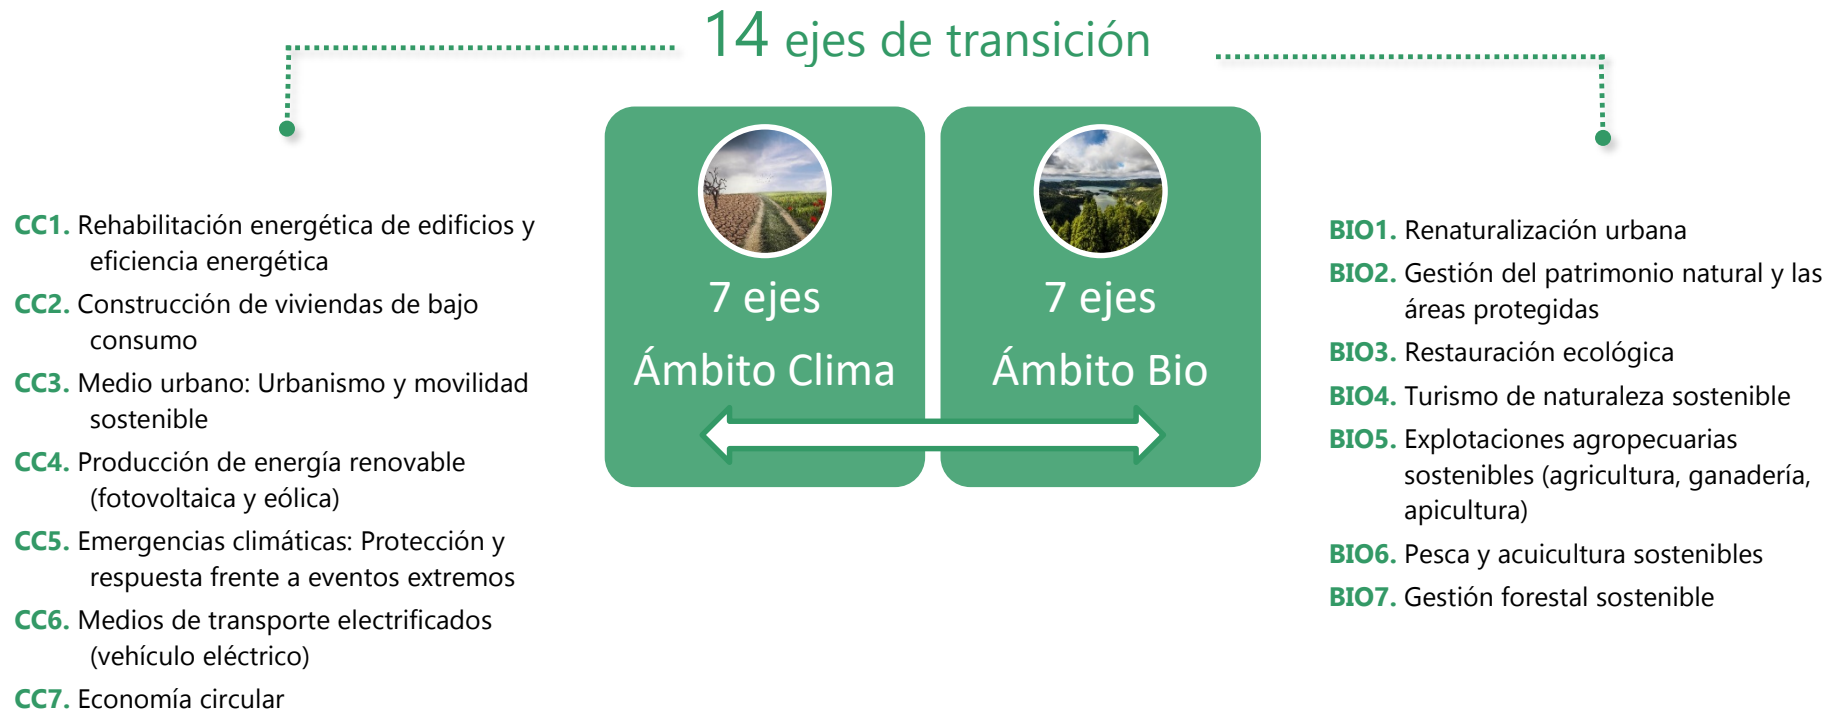 14 ejes de transición
CC1. Rehabilitación energética de edificios y
eficiencia energética
CC2. Construcción de viviendas de bajo
consumo
CC3. Medio urbano: Urbanismo y movilidad
sostenible
CC4. Producción de energía renovable
(fotovoltaica y eólica)
CC5. Emergencias climáticas: Protección y
respuesta frente a eventos extremos
CC6. Medios de transporte electrificados
(vehículo eléctrico)
CC7. Economía circular
7 ejes
Ámbito Clima
7 ejes
Ámbito Bio
BIO1. Renaturalización urbana
BIO2. Gestión del patrimonio natural y las
áreas protegidas
BIO3. Restauración ecológica
BIO4. Turismo de naturaleza sostenible
BIO5. Explotaciones agropecuarias
sostenibles (agricultura, ganadería,
apicultura)
BIO6. Pesca y acuicultura sostenibles
BIO7. Gestión forestal sostenible